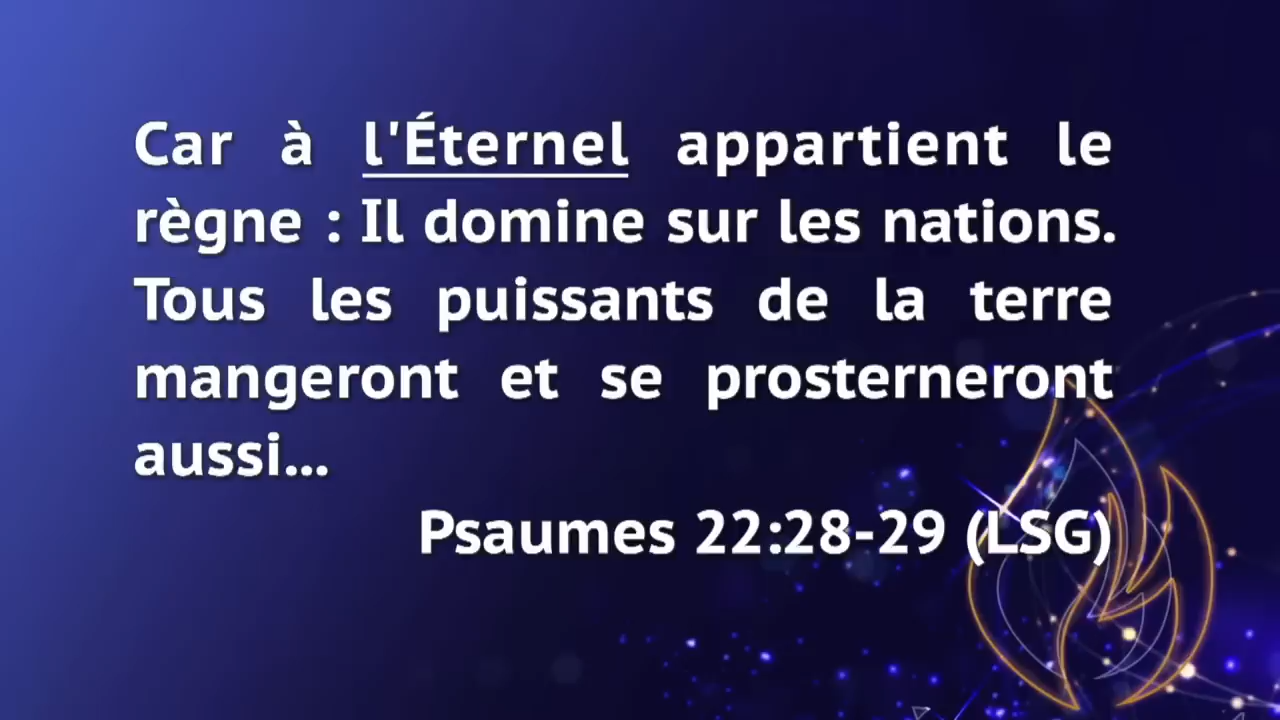 Car à l'Éternel appartient le
règne : Il domine sur les nations.
Tous les puissants de la terre
mangeront et se prosterneront
aussi...
Psaumes 22:28-29 (LSG)